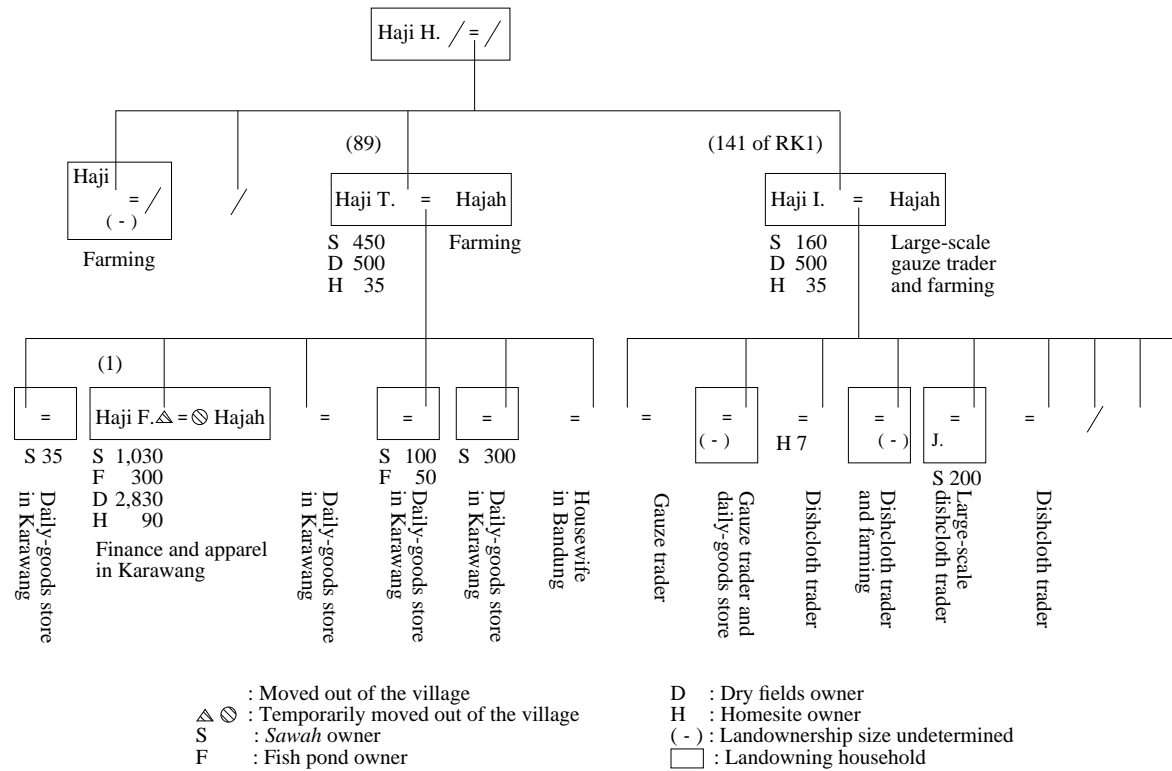 Haji H. =
(89)
(141 of RK1)
Haji
=
( - )
Farming
Haji T. = Hajah
S 450
D 500
H 35
Farming
Haji I. = Hajah
S 160
D 500
H 35
Large-scale
gauze trader
and farming
(1)
=
S 35
Daily-goods store
in Karawang
Haji F. = Hajah
S 1,030
F 300
D 2,830
H 90
Finance and apparel
in Karawang
=
Daily-goods store
in Karawang
=
S 100
F 50
Daily-goods store
in Karawang
=
S 300
Daily-goods store
in Karawang
=
Housewife
in Bandung
=
Gauze trader
=
( - )
Gauze trader and
daily-goods store
=
H 7
Dishcloth trader
=
( - )
Dishcloth trader
and farming
=
J.
S 200
Large-scale
dishcloth trader
=
Dishcloth trader
: Moved out of the village
: Temporarily moved out of the village
S : Sawah owner
F : Fish pond owner
D : Dry fields owner
H : Homesite owner
( - ) : Landownership size undetermined
: Landowning household